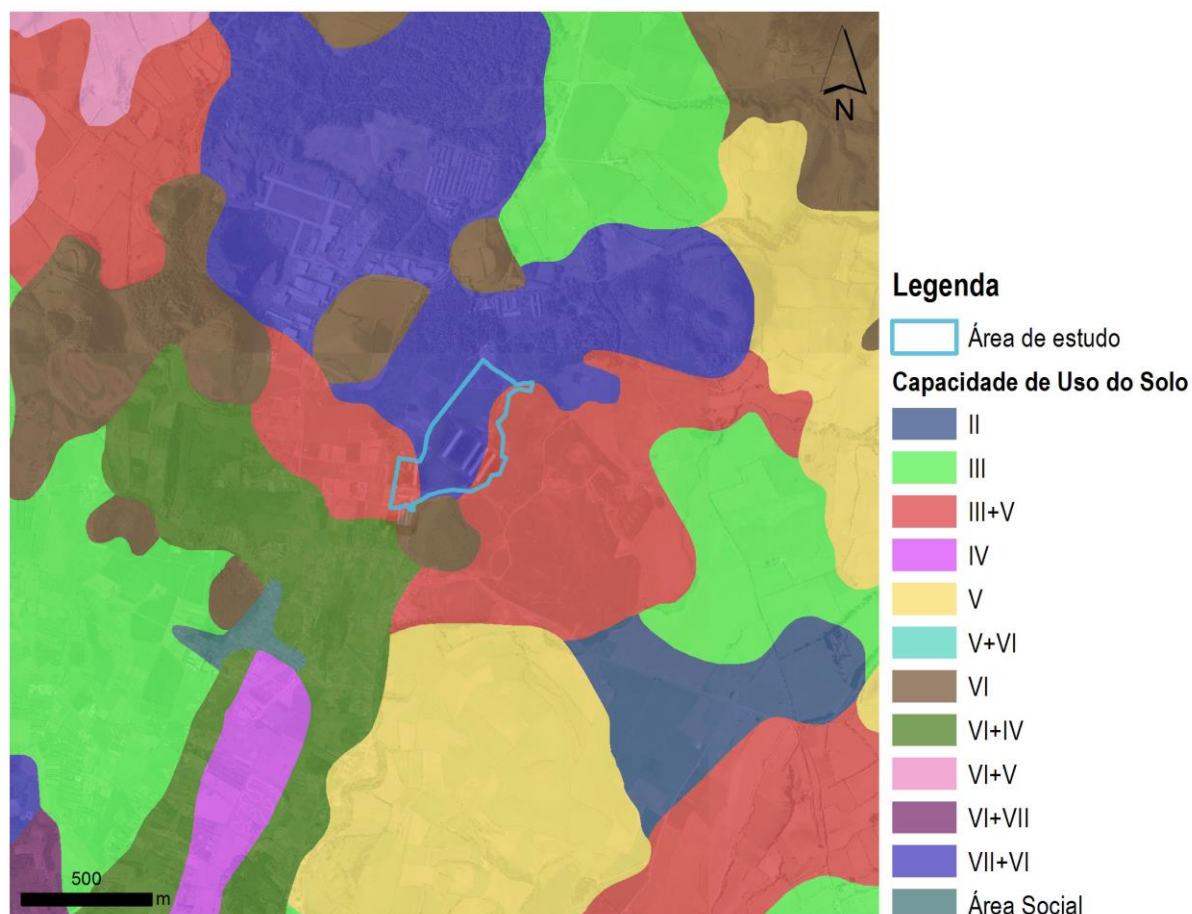 N
Legenda
Área de estudo
Capacidade de Uso do Solo
II
III
III+V
IV
V
V+VI
VI
VI+IV
VI+V
VI+VII
VII+VI
Área Social
500
m